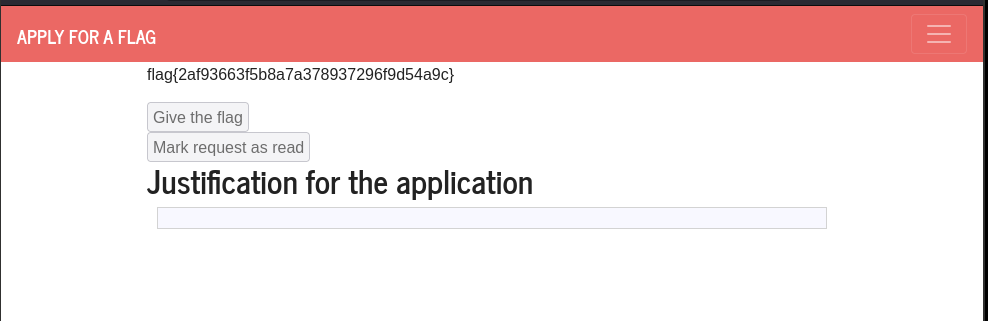 APPLY FOR A FLAG
flag{2af93663f5b8a7a378937296f9d54a9c}
Give the flag
Mark request as read
Justification for the application